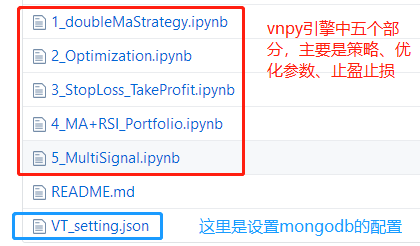 1_doubleMaStrategy.ipynb
2_Optimization.ipynb
3_StopLoss_TakeProfit.ipynb
4_MA+RSI_Portfolio.ipynb
5_MultiSignal.ipynb
README.md
VT_setting.json
vnpy引擎中五个部
分，主要是策略、优
化参数、止盈止损
这里是设置mongodb的配置